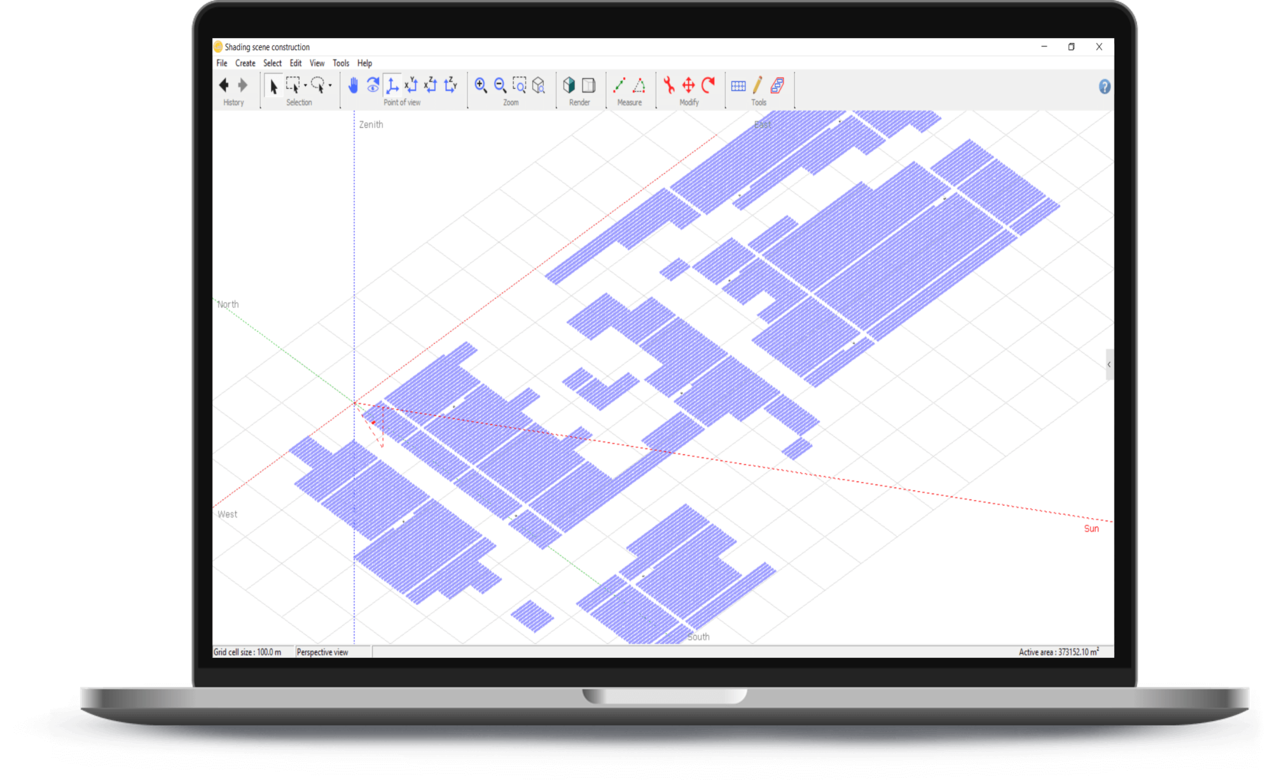 Shading scene construction
File Create Select Edit View Tools Help
History Selection Point of view Zoom Render Measure Modify Tools
Zenith
East
North
West
Sun
South
Grid cell size : 100.0 m Perspective view Active area : 373152.10 m²